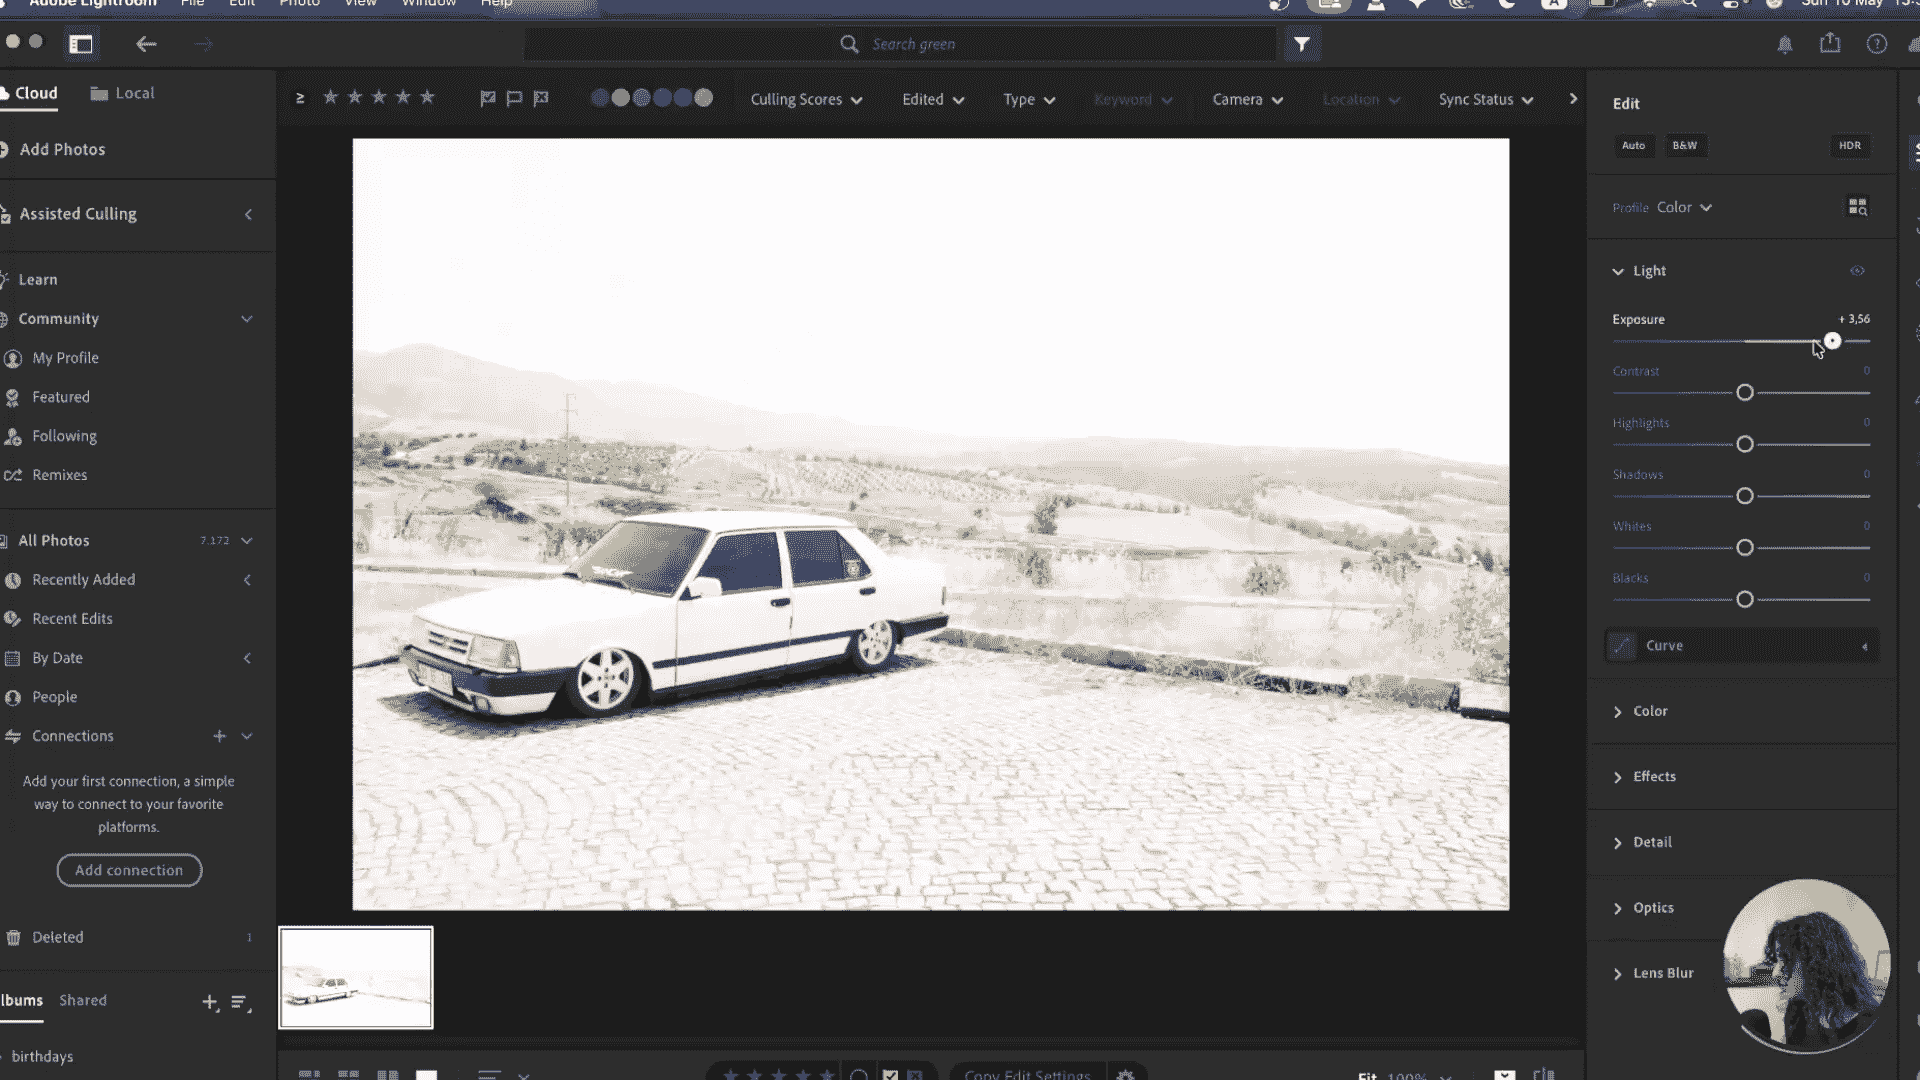 Adobe Lightroom File Edit Photo View Window Help
Sun 10 May
Search green
Cloud Local
≥
Culling Scores Edited Type Keyword Camera Location Sync Status
Add Photos
Assisted Culling
Learn
Community
My Profile
Featured
Following
Remixes
All Photos 7.172
Recently Added
Recent Edits
By Date
People
Connections
Add your first connection, a simple
way to connect to your favorite
platforms.
Add connection
Deleted 1
lbums Shared
birthdays
Copy Edit Settings
Fit 100%
Edit
Auto B&W HDR
Profile Color
Light
Exposure + 3,56
Contrast 0
Highlights 0
Shadows 0
Whites 0
Blacks 0
Curve
Color
Effects
Detail
Optics
Lens Blur